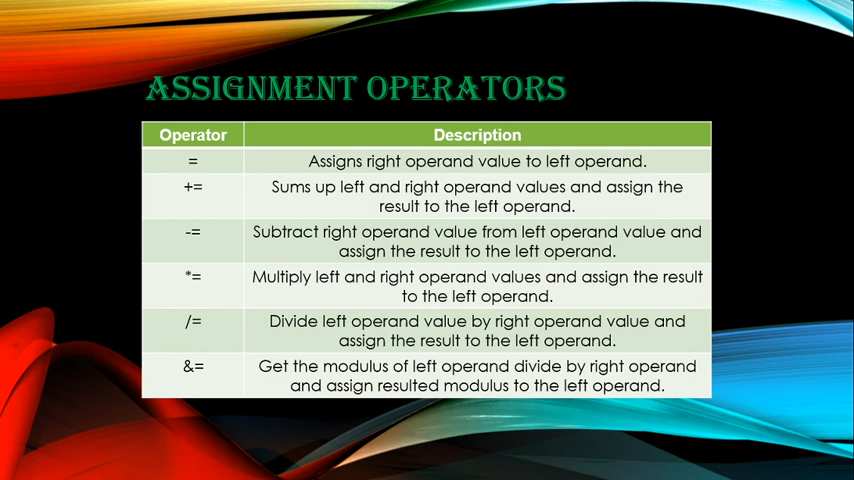 ASSIGNMENT OPERATORS
Operator Description
= Assigns right operand value to left operand.
+= Sums up left and right operand values and assign the
result to the left operand.
-= Subtract right operand value from left operand value and
assign the result to the left operand.
*= Multiply left and right operand values and assign the result
to the left operand.
/= Divide left operand value by right operand value and
assign the result to the left operand.
&= Get the modulus of left operand divide by right operand
and assign resulted modulus to the left operand.